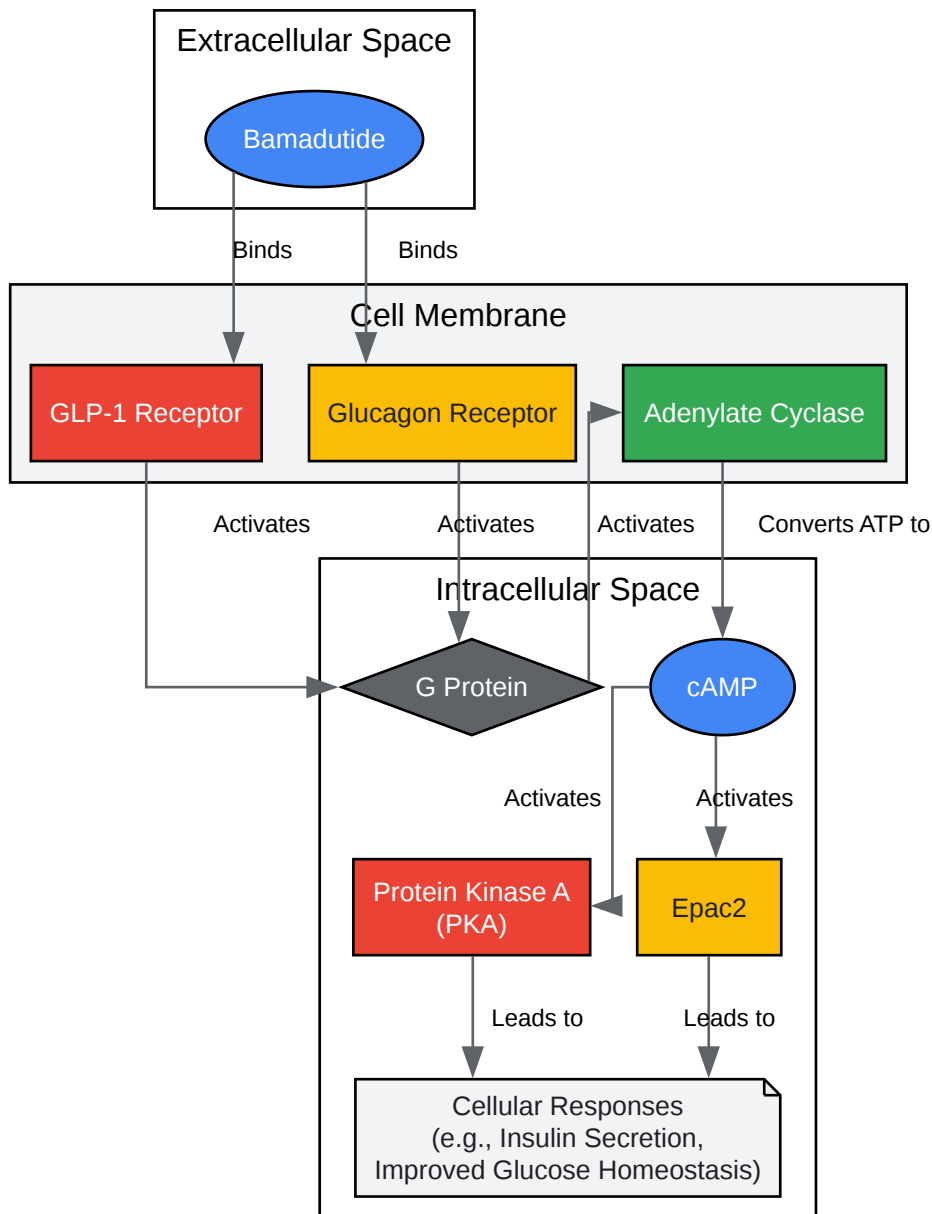 Extracellular Space
Bamadutide
Binds
Binds
Cell Membrane
GLP-1 Receptor
Glucagon Receptor
Adenylate Cyclase
Activates
Activates
Activates
Converts ATP to
Intracellular Space
G Protein
cAMP
Activates
Activates
Protein Kinase A
(PKA)
Epac2
Leads to
Leads to
Cellular Responses
(e.g., Insulin Secretion,
Improved Glucose Homeostasis)